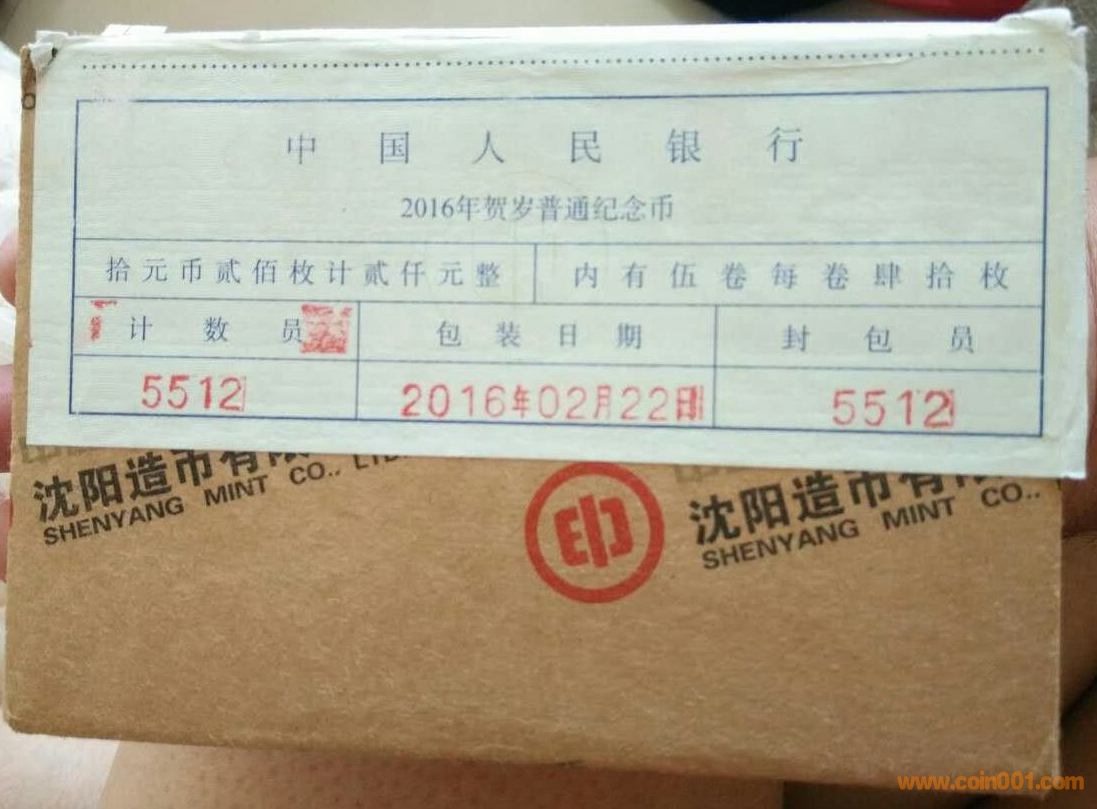 中国人民银行
2016年贺岁普通纪念币
拾元币贰佰枚计贰仟元整 内有伍卷每卷肆拾枚
计数员 包装日期 封包员
5512 2016年02月22日 5512
沈阳造币有 沈阳造币有
SHENYANG MINT CO.. SHENYANG MINT CO..
印
www.coin001.com